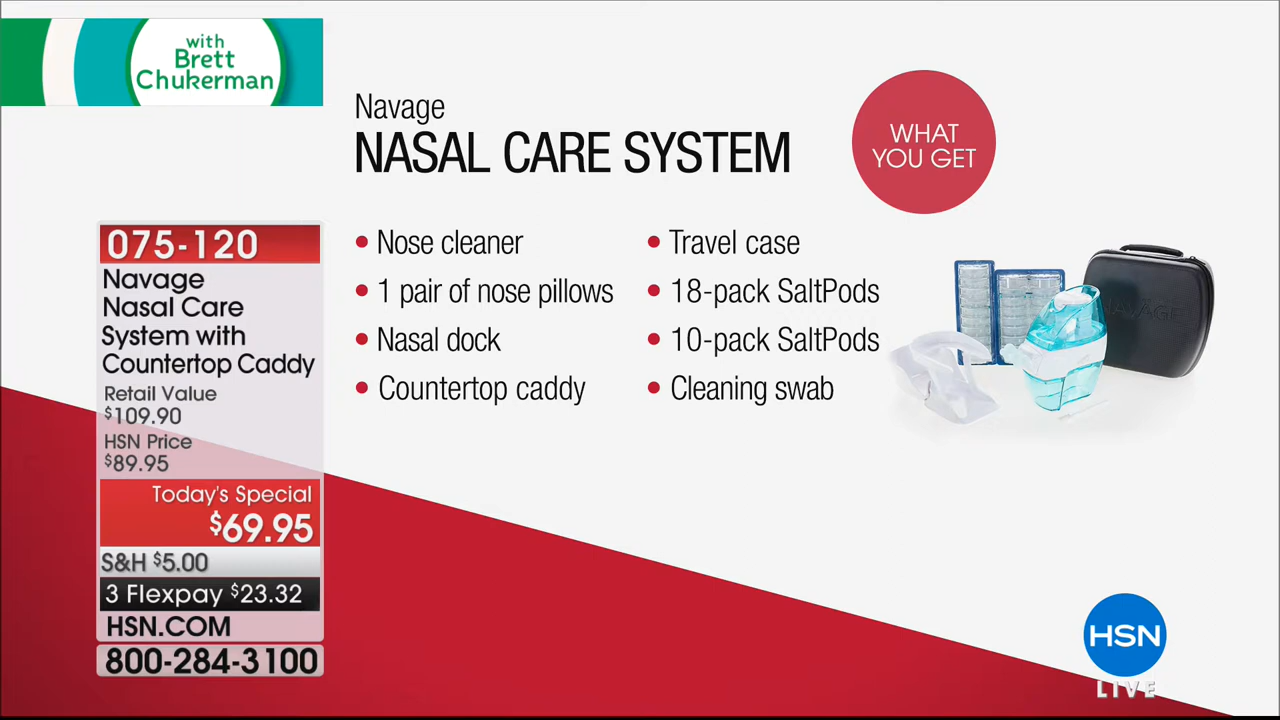 with
Brett
Chukerman
Navage
NASAL CARE SYSTEM
WHAT
YOU GET
• Nose cleaner
• 1 pair of nose pillows
• Nasal dock
• Countertop caddy
• Travel case
• 18-pack SaltPods
• 10-pack SaltPods
• Cleaning swab
NAVAGE
075-120
Navage
Nasal Care
System with
Countertop Caddy
Retail Value
$109.90
HSN Price
$89.95
Today's Special
$69.95
S&H $5.00
3 Flexpay $23.32
HSN.COM
800-284-3100
HSN
LIVE